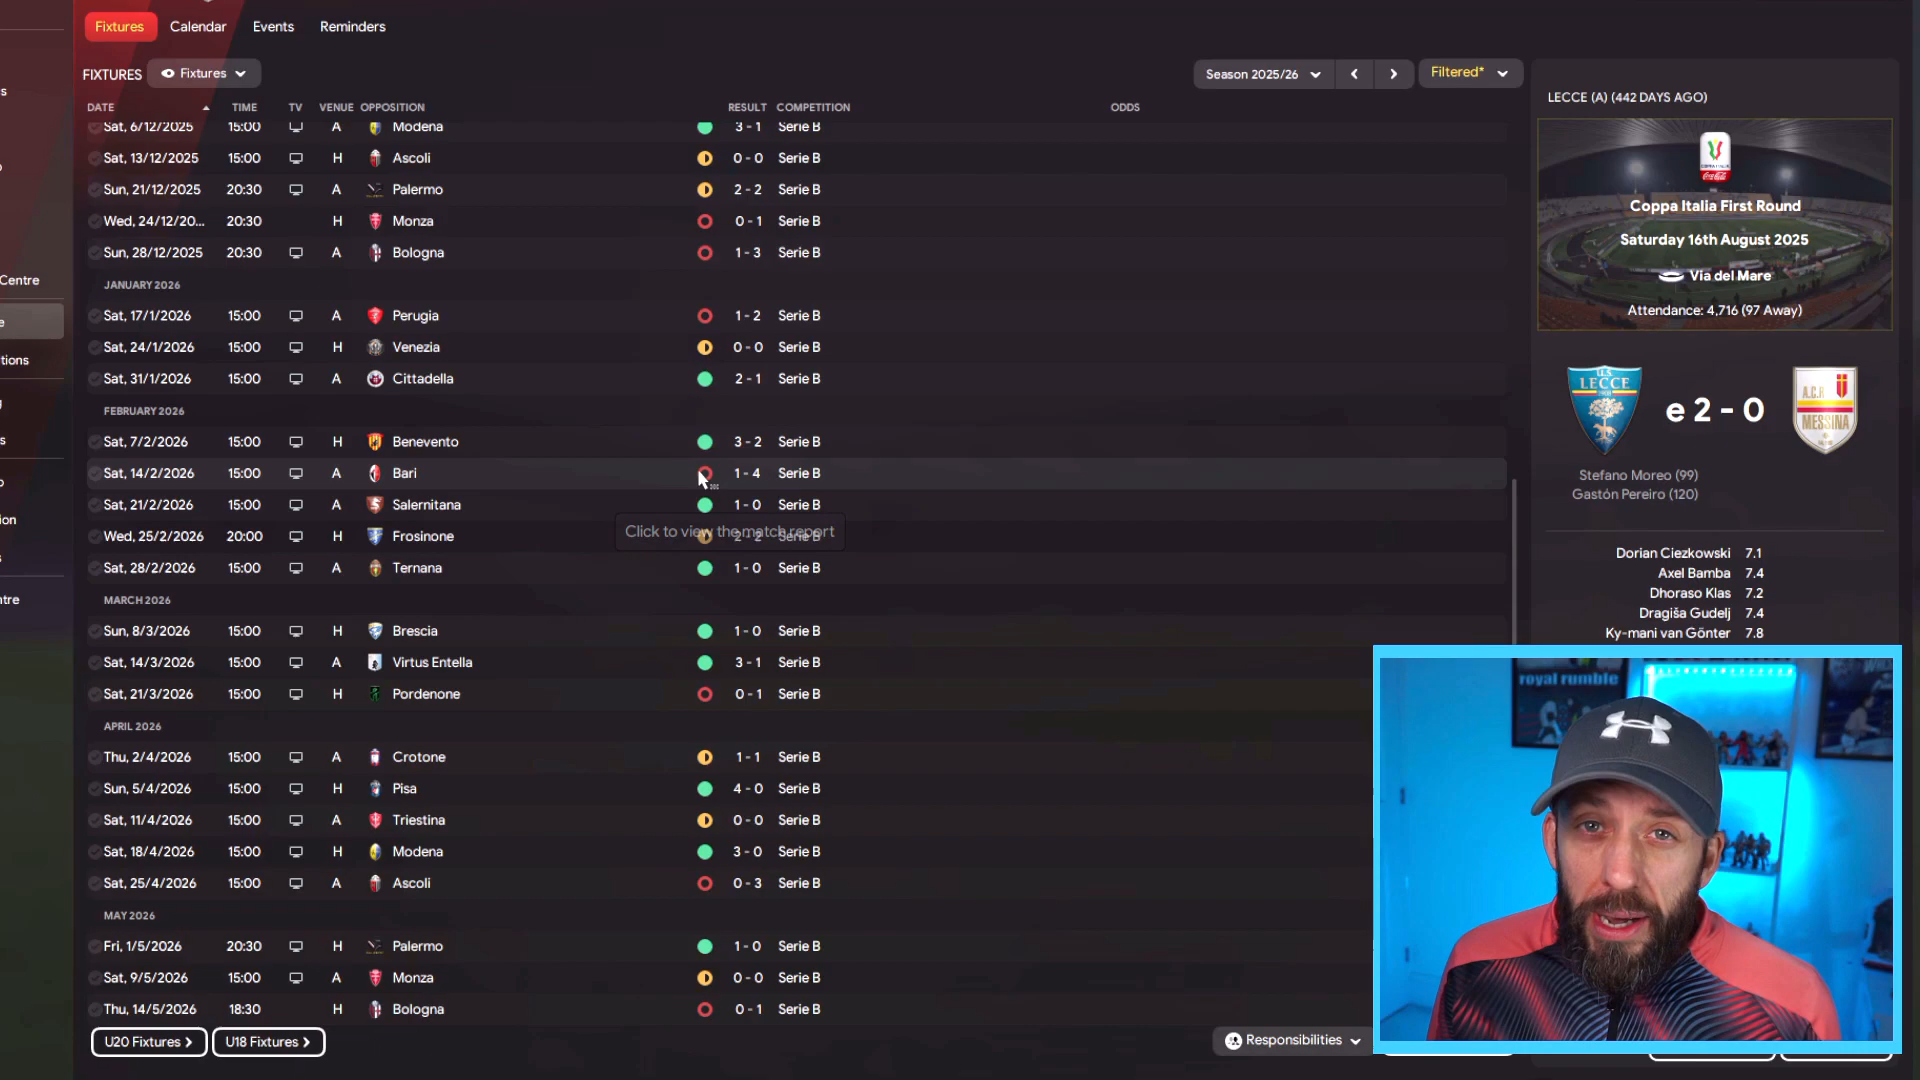 Fixtures Calendar Events Reminders
FIXTURES Fixtures Season 2025/26 Filtered*
DATE TIME TV VENUE OPPOSITION RESULT COMPETITION ODDS
Sat, 6/12/2025 15:00 A Modena 3 - 1 Serie B
Sat, 13/12/2025 15:00 H Ascoli 0 - 0 Serie B
Sun, 21/12/2025 20:30 A Palermo 2 - 2 Serie B
Wed, 24/12/20... 20:30 H Monza 0 - 1 Serie B
Sun, 28/12/2025 20:30 A Bologna 1 - 3 Serie B
JANUARY 2026
Sat, 17/1/2026 15:00 A Perugia 1 - 2 Serie B
Sat, 24/1/2026 15:00 H Venezia 0 - 0 Serie B
Sat, 31/1/2026 15:00 A Cittadella 2 - 1 Serie B
FEBRUARY 2026
Sat, 7/2/2026 15:00 H Benevento 3 - 2 Serie B
Sat, 14/2/2026 15:00 A Bari 1 - 4 Serie B
Sat, 21/2/2026 15:00 A Salernitana 1 - 0 Serie B
Click to view the match report
Wed, 25/2/2026 20:00 H Frosinone 2 - 2 Serie B
Sat, 28/2/2026 15:00 A Ternana 1 - 0 Serie B
MARCH 2026
Sun, 8/3/2026 15:00 H Brescia 1 - 0 Serie B
Sat, 14/3/2026 15:00 A Virtus Entella 3 - 1 Serie B
Sat, 21/3/2026 15:00 H Pordenone 0 - 1 Serie B
APRIL 2026
Thu, 2/4/2026 15:00 A Crotone 1 - 1 Serie B
Sun, 5/4/2026 15:00 H Pisa 4 - 0 Serie B
Sat, 11/4/2026 15:00 A Triestina 0 - 0 Serie B
Sat, 18/4/2026 15:00 H Modena 3 - 0 Serie B
Sat, 25/4/2026 15:00 A Ascoli 0 - 3 Serie B
MAY 2026
Fri, 1/5/2026 20:30 H Palermo 1 - 0 Serie B
Sat, 9/5/2026 15:00 A Monza 0 - 0 Serie B
Thu, 14/5/2026 18:30 H Bologna 0 - 1 Serie B
U20 Fixtures U18 Fixtures Responsibilities
LECCE (A) (442 DAYS AGO)
Coppa Italia First Round
Saturday 16th August 2025
Via del Mare
Attendance: 4,716 (97 Away)
U.S.
LECCE
A.C.R
MESSINA
e 2 - 0
Stefano Moreo (99)
Gastón Pereiro (120)
Dorian Ciezkowski 7.1
Axel Bamba 7.4
Dhoraso Klas 7.2
Dragiša Gudelj 7.4
Ky-mani van Gönter 7.8
royal rumble
Centre